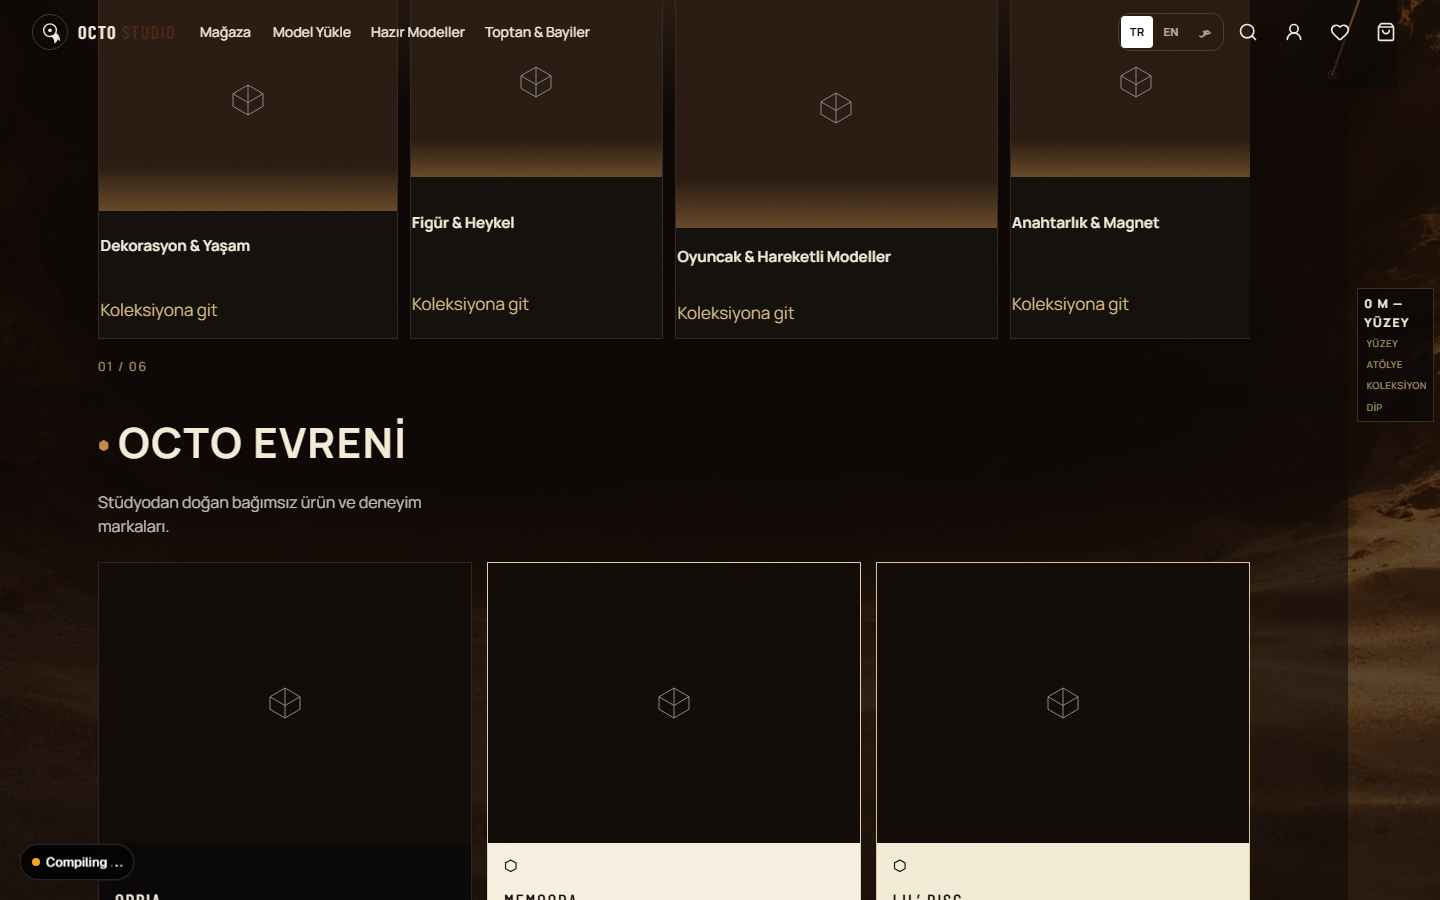 OCTO STUDIO Mağaza Model Yükle Hazır Modeller Toptan & Bayiler TR EN
Dekorasyon & Yaşam
Koleksiyona git
Figür & Heykel
Koleksiyona git
Oyuncak & Hareketli Modeller
Koleksiyona git
Anahtarlık & Magnet
Koleksiyona git
0 M —
YÜZEY
YÜZEY
ATÖLYE
KOLEKSİYON
DİP
01 / 06
OCTO EVRENİ
Stüdyodan doğan bağımsız ürün ve deneyim
markaları.
Compiling ...